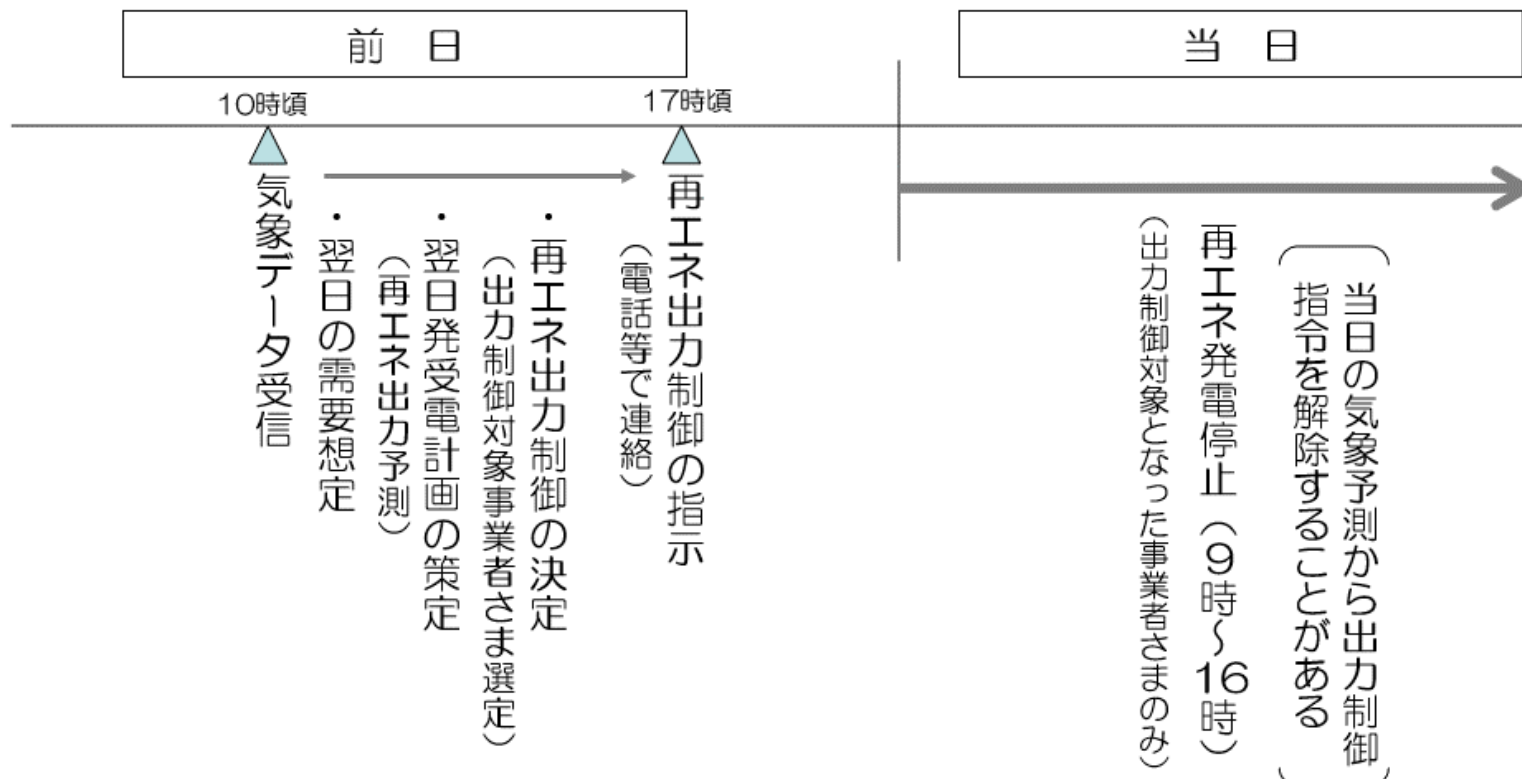 前 日
当 日
10時頃
17時頃
気象データ受信
・翌日の需要想定
(再エネ出力予測)
・翌日発受電計画の策定
(出力制御対象事業者さま選定)
・再エネ出力制御の決定
再エネ出力制御の指示
(電話等で連絡)
再エネ発電停止(9時~16時)
(出力制御対象となった事業者さまのみ)
当日の気象予測から出力制御
指令を解除することがある